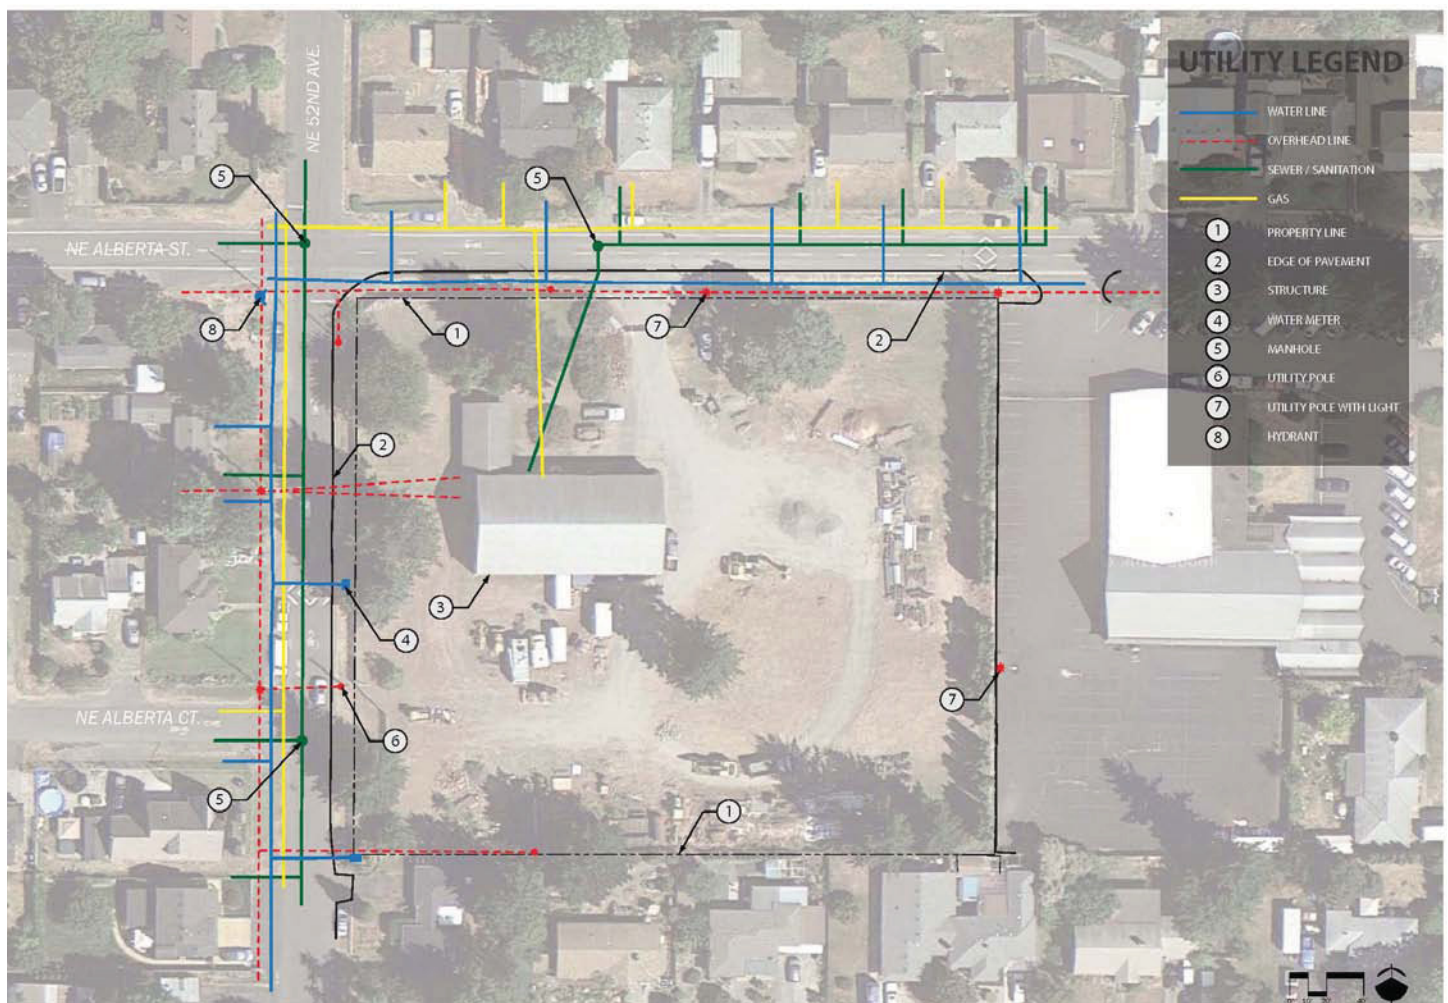 UTILITY LEGEND
WATER LINE
OVERHEAD LINE
SEWER / SANITATION
GAS
1 PROPERTY LINE
2 EDGE OF PAVEMENT
3 STRUCTURE
4 WATER METER
5 MANHOLE
6 UTILITY POLE
7 UTILITY POLE WITH LIGHT
8 HYDRANT
NE 52ND AVE.
5
5
NE ALBERTA ST.
8
1
7
2
2
3
4
7
NE ALBERTA CT.
6
5
1